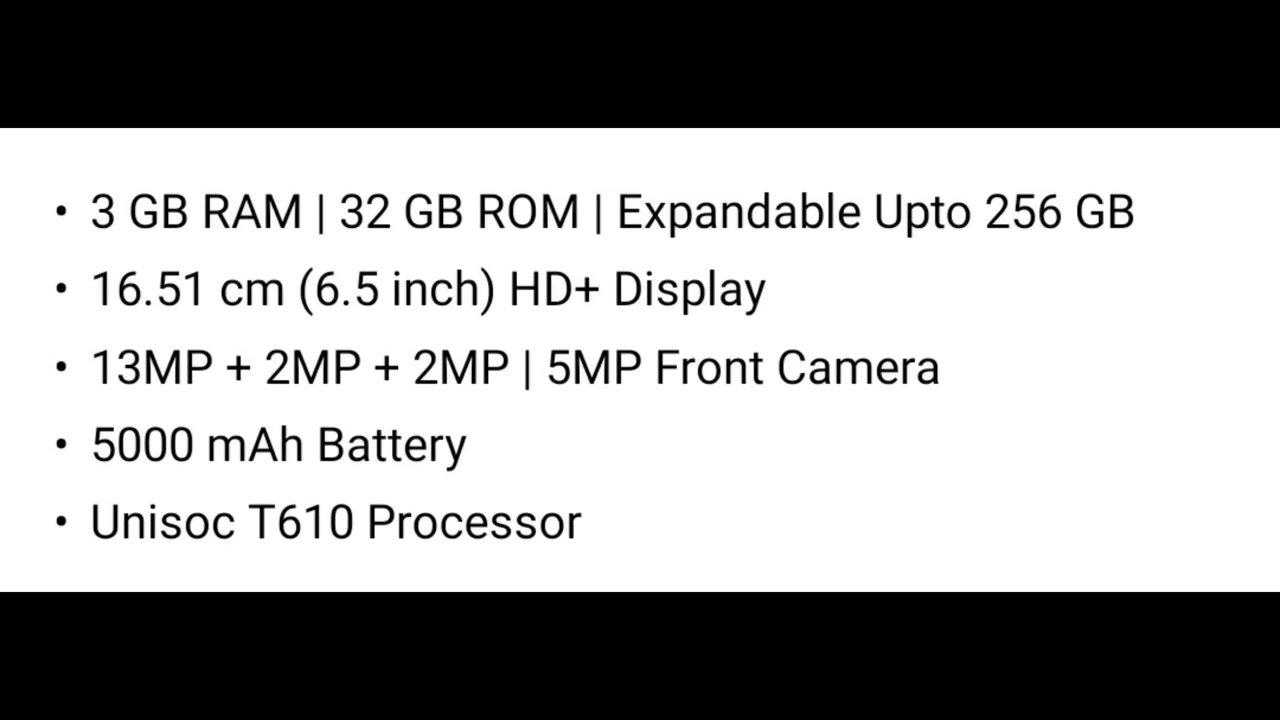 • 3 GB RAM | 32 GB ROM | Expandable Upto 256 GB
• 16.51 cm (6.5 inch) HD+ Display
• 13MP + 2MP + 2MP | 5MP Front Camera
• 5000 mAh Battery
• Unisoc T610 Processor